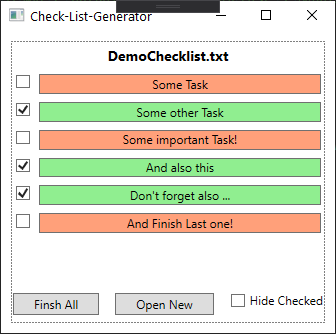 Check-List-Generator
DemoChecklist.txt
Some Task
Some other Task
Some important Task!
And also this
Don't forget also ...
And Finish Last one!
Finsh All
Open New
Hide Checked